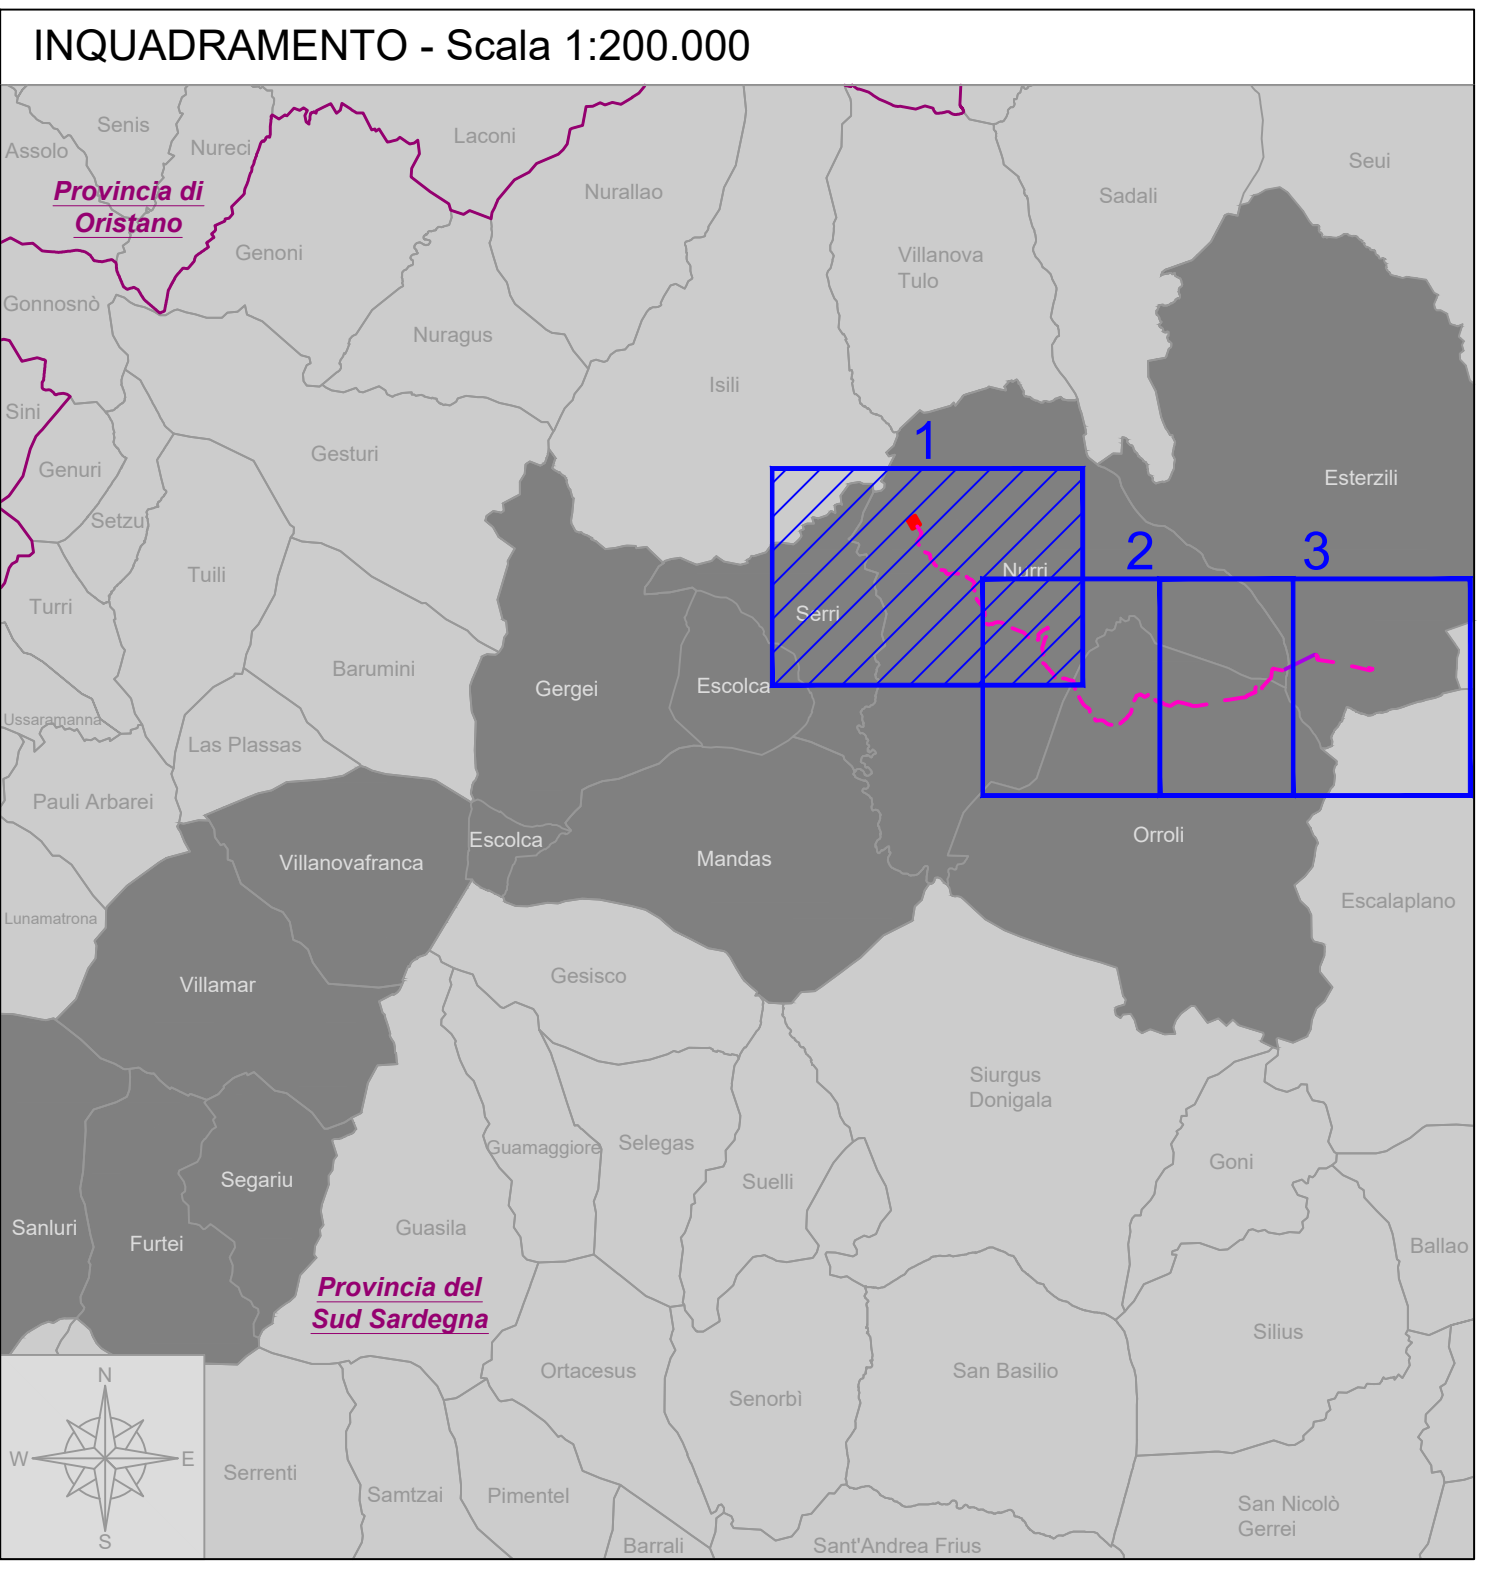 INQUADRAMENTO - Scala 1:200.000
Senis
Assolo
Nureci
Laconi
Seui
Provincia di
Oristano
Nurallao
Sadali
Genoni
Villanova
Tulo
Gonnosnò
Nuragus
Isili
Sini
Genuri
Gesturi
1
Esterzili
Setzu
2
3
Tuili
Nurri
Turri
Serri
Barumini
Gergei
Escolca
Ussaramanna
Las Plassas
Pauli Arbarei
Escolca
Villanovafranca
Mandas
Orroli
Lunamatrona
Escalaplano
Villamar
Gesisco
Siurgus
Donigala
Guamaggiore
Selegas
Goni
Segariu
Suelli
Sanluri
Furtei
Guasila
Ballao
Provincia del
Sud Sardegna
Silius
N
W
E
S
Ortacesus
Senorbì
San Basilio
Serrenti
Samtzai
Pimentel
San Nicolò
Gerrei
Barrali
Sant'Andrea Frius